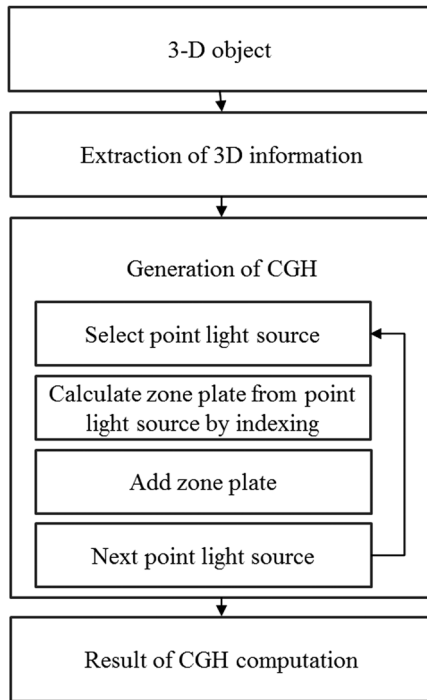 3-D object
Extraction of 3D information
Generation of CGH
Select point light source
Calculate zone plate from point
light source by indexing
Add zone plate
Next point light source
Result of CGH computation